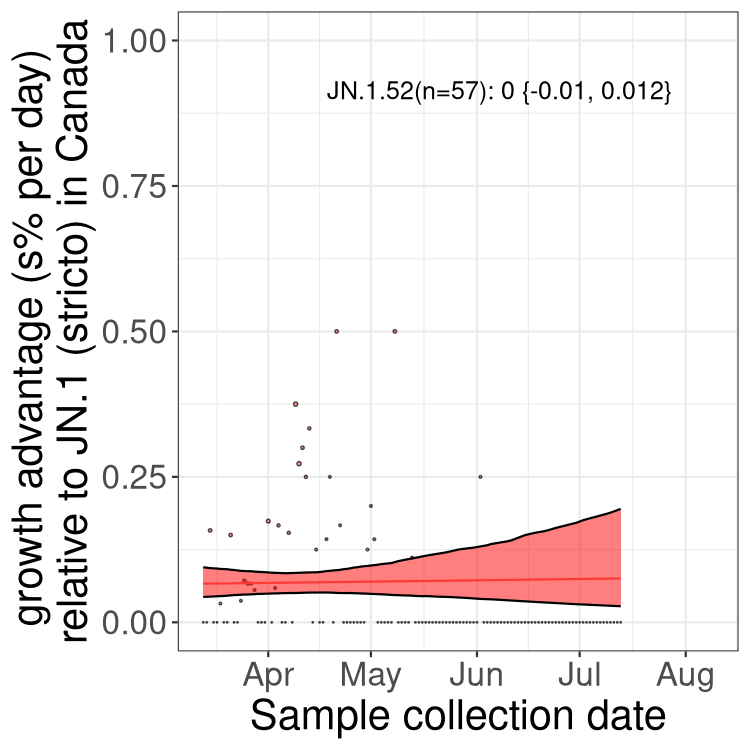 growth advantage (s% per day)
relative to JN.1 (stricto) in Canada
1.00
JN.1.52(n=57): 0 {-0.01, 0.012}
0.75
0.50
0.25
0.00
Apr May Jun Jul Aug
Sample collection date